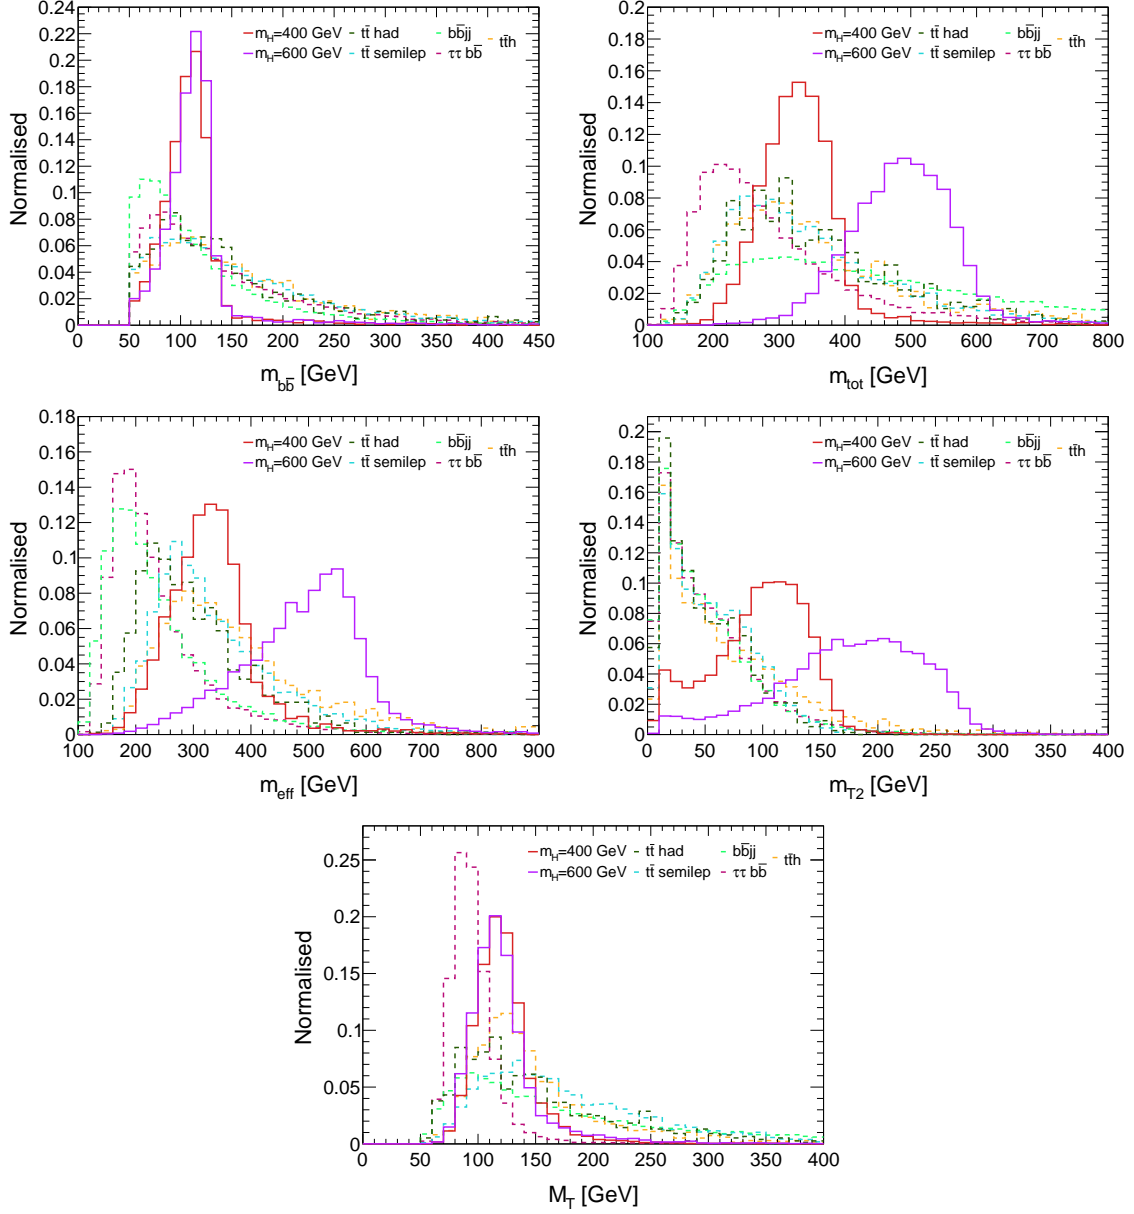 Normalised
0.24
0.22
0.2
0.18
0.16
0.14
0.12
0.1
0.08
0.06
0.04
0.02
0
m_H=400 GeV tt̄ had bb̄jj tt̄h
m_H=600 GeV tt̄ semilep ττ bb̄
0 50 100 150 200 250 300 350 400 450
m_bb̄ [GeV]
Normalised
0.2
0.18
0.16
0.14
0.12
0.1
0.08
0.06
0.04
0.02
0
m_H=400 GeV tt̄ had bb̄jj tt̄h
m_H=600 GeV tt̄ semilep ττ bb̄
100 200 300 400 500 600 700 800
m_tot [GeV]
Normalised
0.18
0.16
0.14
0.12
0.1
0.08
0.06
0.04
0.02
0
m_H=400 GeV tt̄ had bb̄jj tt̄h
m_H=600 GeV tt̄ semilep ττ bb̄
100 200 300 400 500 600 700 800 900
m_eff [GeV]
Normalised
0.2
0.18
0.16
0.14
0.12
0.1
0.08
0.06
0.04
0.02
0
m_H=400 GeV tt̄ had bb̄jj tt̄h
m_H=600 GeV tt̄ semilep ττ bb̄
0 50 100 150 200 250 300 350 400
m_T2 [GeV]
Normalised
0.25
0.2
0.15
0.1
0.05
0
m_H=400 GeV tt̄ had bb̄jj tt̄h
m_H=600 GeV tt̄ semilep ττ bb̄
0 50 100 150 200 250 300 350 400
M_T [GeV]